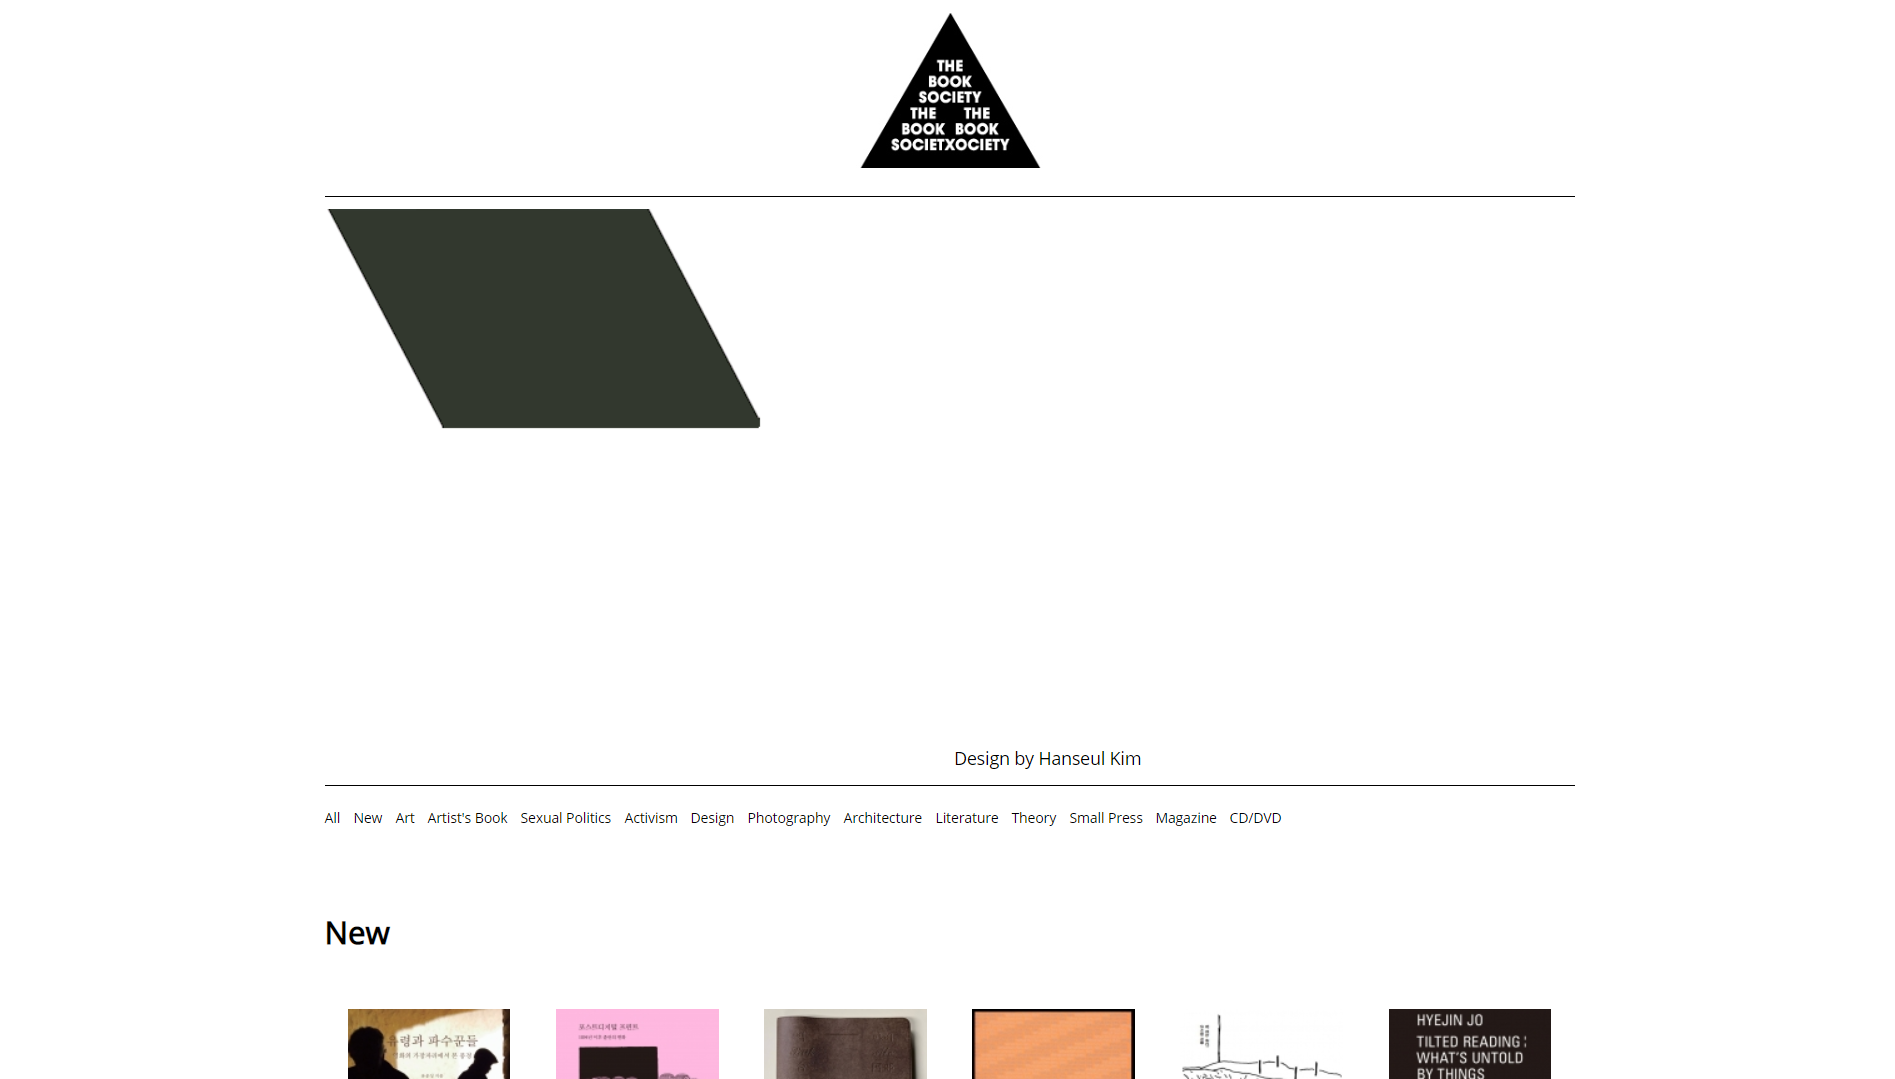 THE
BOOK
SOCIETY
THE THE
BOOK BOOK
SOCIETXOCIETY
Design by Hanseul Kim
All New Art Artist's Book Sexual Politics Activism Design Photography Architecture Literature Theory Small Press Magazine CD/DVD
New
유령과 파수꾼들
포스트디지털 프린트
HYEJIN JO
TILTED READING :
WHAT'S UNTOLD
BY THINGS